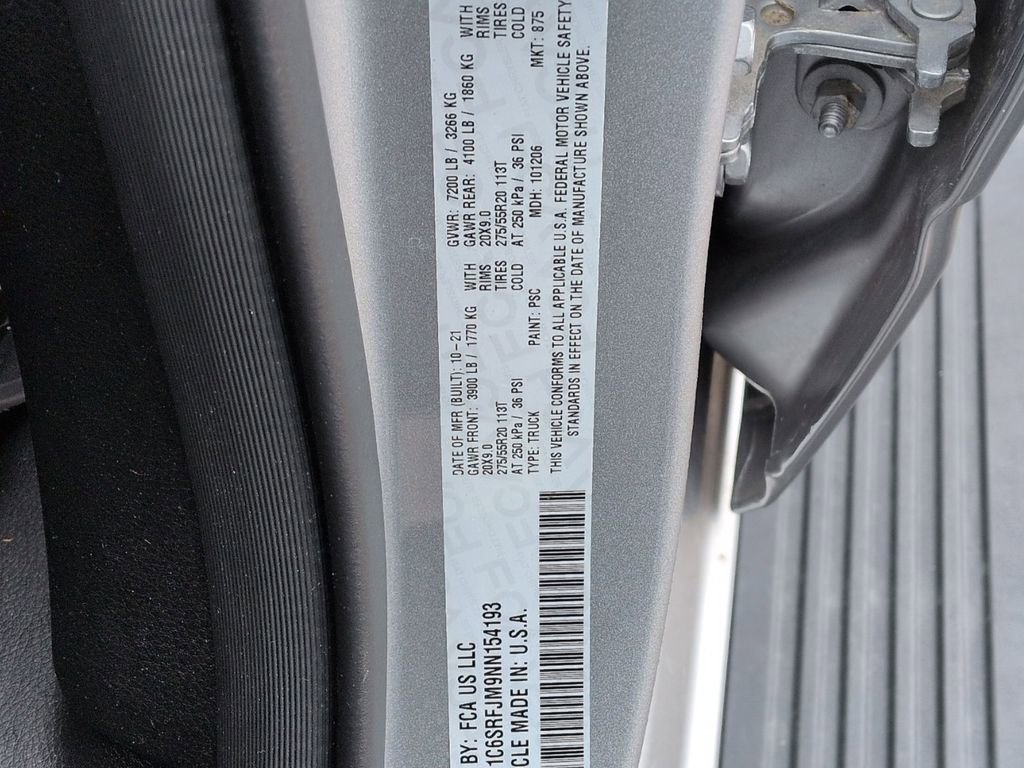 BY: FCA US LLC
1C6SRFJM9NN154193
CLE MADE IN: U.S.A.
DATE OF MFR (BUILT): 10-21 GVWR: 7200 LB / 3266 KG
GAWR FRONT: 3900 LB / 1770 KG WITH GAWR REAR: 4100 LB / 1860 KG WITH
20X9.0 RIMS 20X9.0 RIMS
275/55R20 113T TIRES 275/55R20 113T TIRES
AT 250 kPa / 36 PSI COLD AT 250 kPa / 36 PSI COLD
TYPE: TRUCK PAINT: PSC MDH: 101206 MKT: 875
THIS VEHICLE CONFORMS TO ALL APPLICABLE U.S.A. FEDERAL MOTOR VEHICLE SAFETY
STANDARDS IN EFFECT ON THE DATE OF MANUFACTURE SHOWN ABOVE.